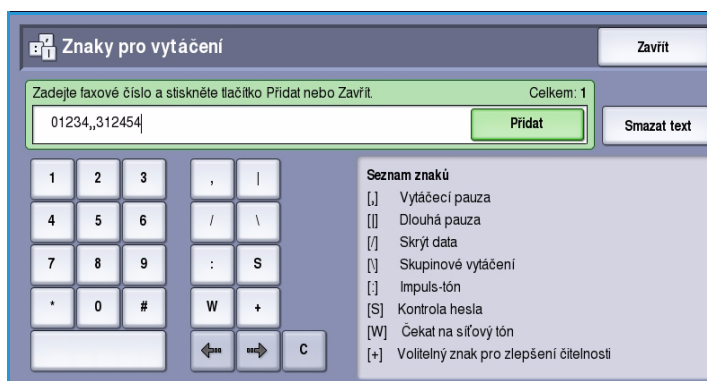 Znaky pro vytáčení
Zavřít
Zadejte faxové číslo a stiskněte tlačítko Přidat nebo Zavřít.
Celkem: 1
01234,,312454
Přidat
Smazat text
1 2 3 , |
4 5 6 / \
7 8 9 : S
* 0 # W +
C
Seznam znaků
[,] Vytáčecí pauza
[|] Dlouhá pauza
[/] Skrýt data
[\] Skupinové vytáčení
[:] Impuls-tón
[S] Kontrola hesla
[W] Čekat na síťový tón
[+] Volitelný znak pro zlepšení čitelnosti